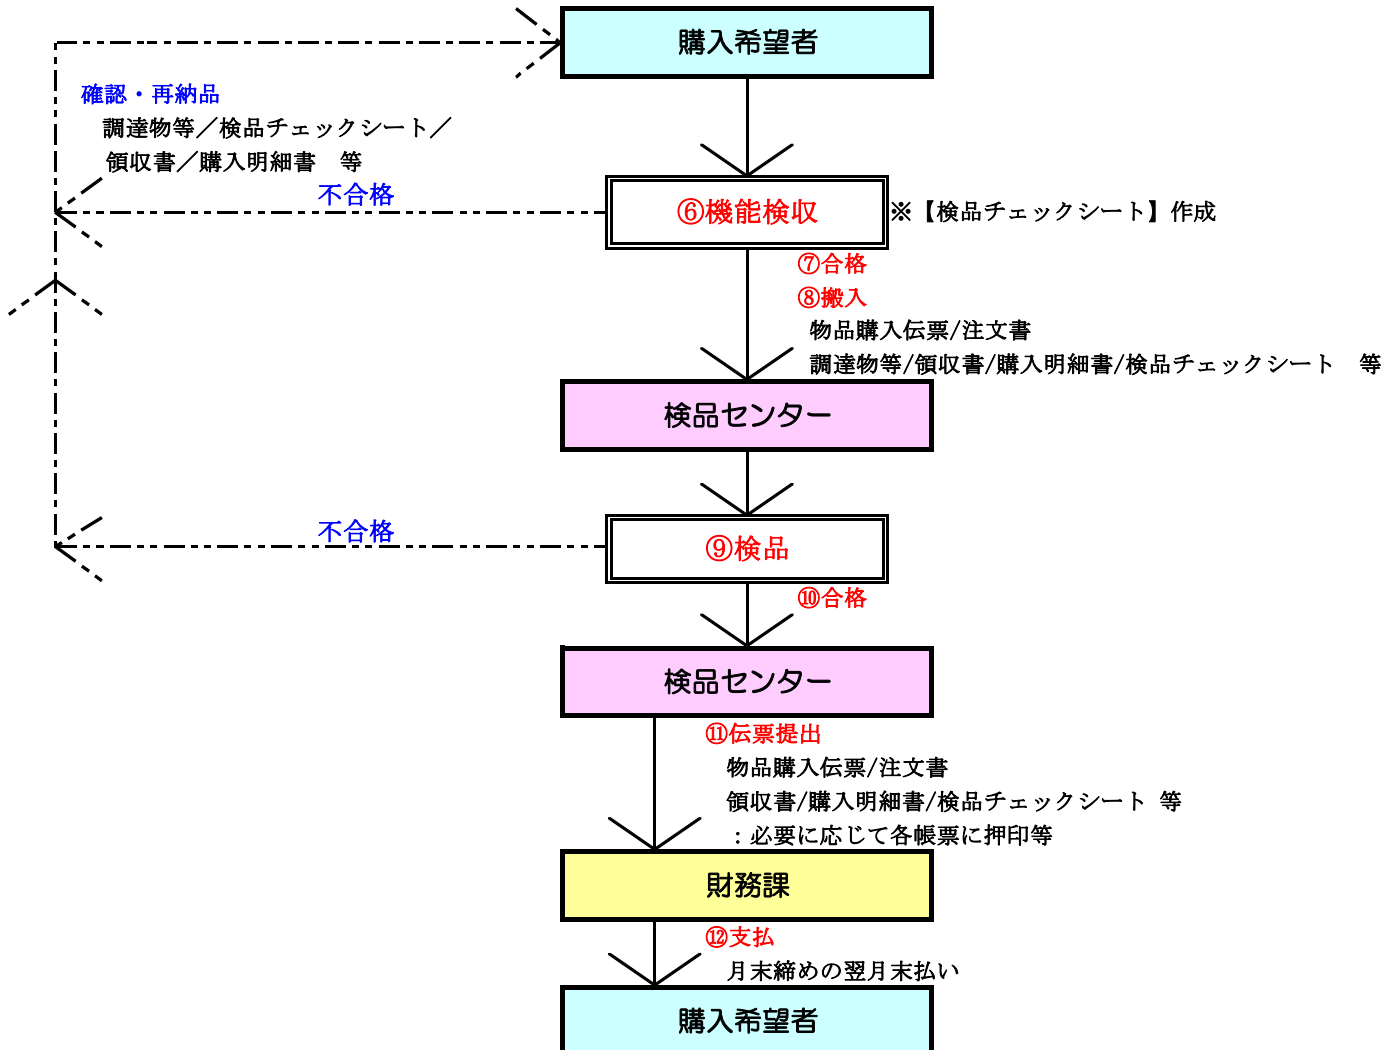 購入希望者
確認・再納品
調達物等／検品チェックシート／
領収書／購入明細書　等
不合格
⑥機能検収
※【検品チェックシート】作成
⑦合格
⑧搬入
物品購入伝票/注文書
調達物等/領収書/購入明細書/検品チェックシート　等
検品センター
不合格
⑨検品
⑩合格
検品センター
⑪伝票提出
物品購入伝票/注文書
領収書/購入明細書/検品チェックシート 等
：必要に応じて各帳票に押印等
財務課
⑫支払
月末締めの翌月末払い
購入希望者